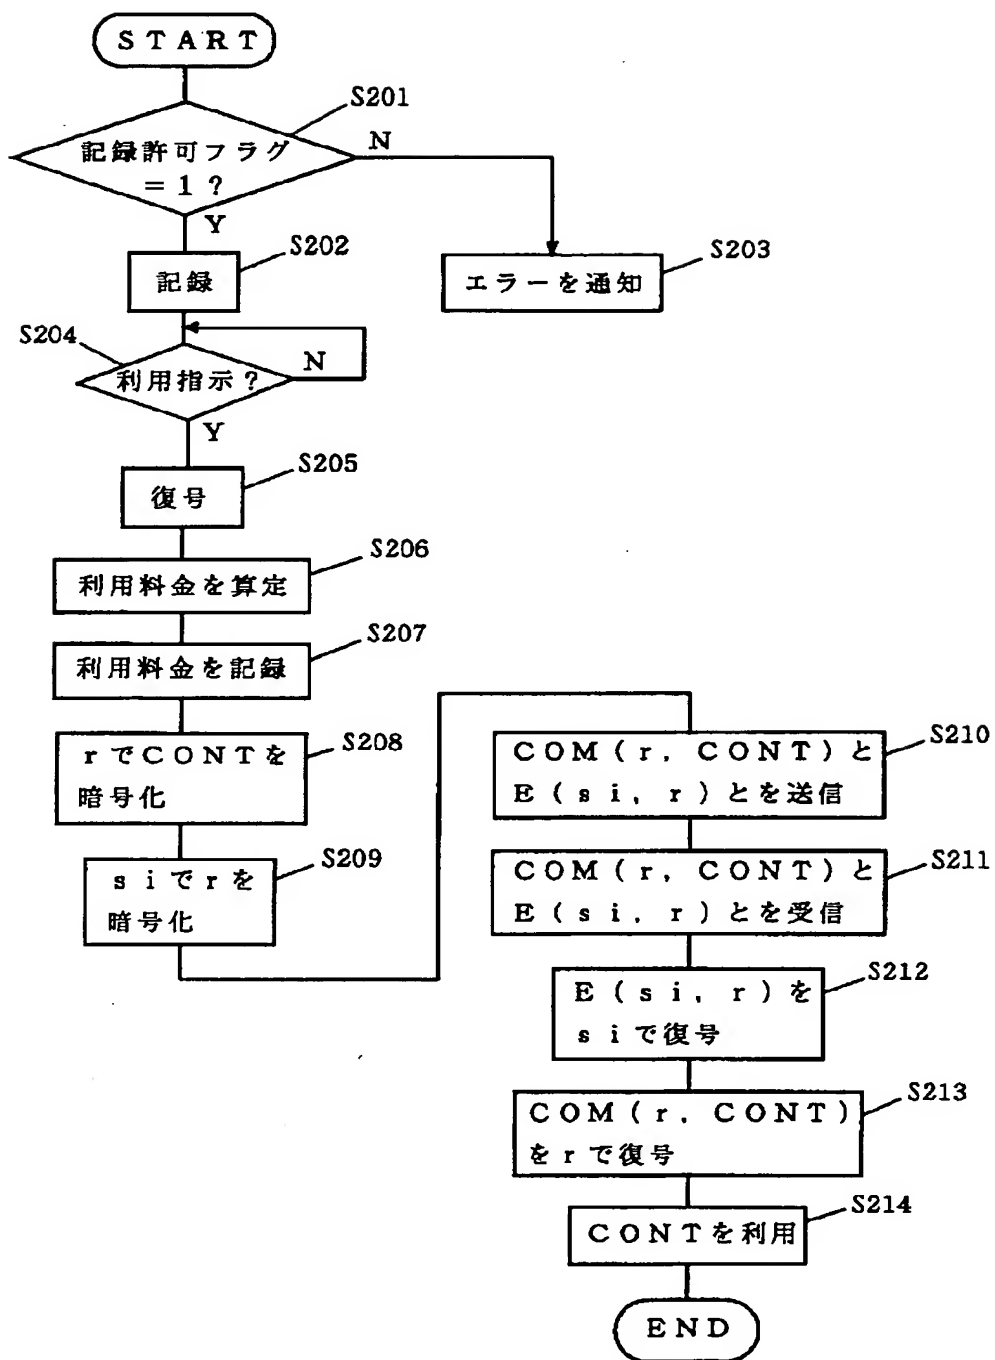 START
S201
記録許可フラグ
=1?
N
Y
S202
記録
S203
エラーを通知
S204
利用指示?
N
Y
S205
復号
S206
利用料金を算定
S207
利用料金を記録
S208
rでCONTを
暗号化
S209
siでrを
暗号化
S210
COM(r, CONT)と
E(si, r)とを送信
S211
COM(r, CONT)と
E(si, r)とを受信
S212
E(si, r)を
siで復号
S213
COM(r, CONT)
をrで復号
S214
CONTを利用
END